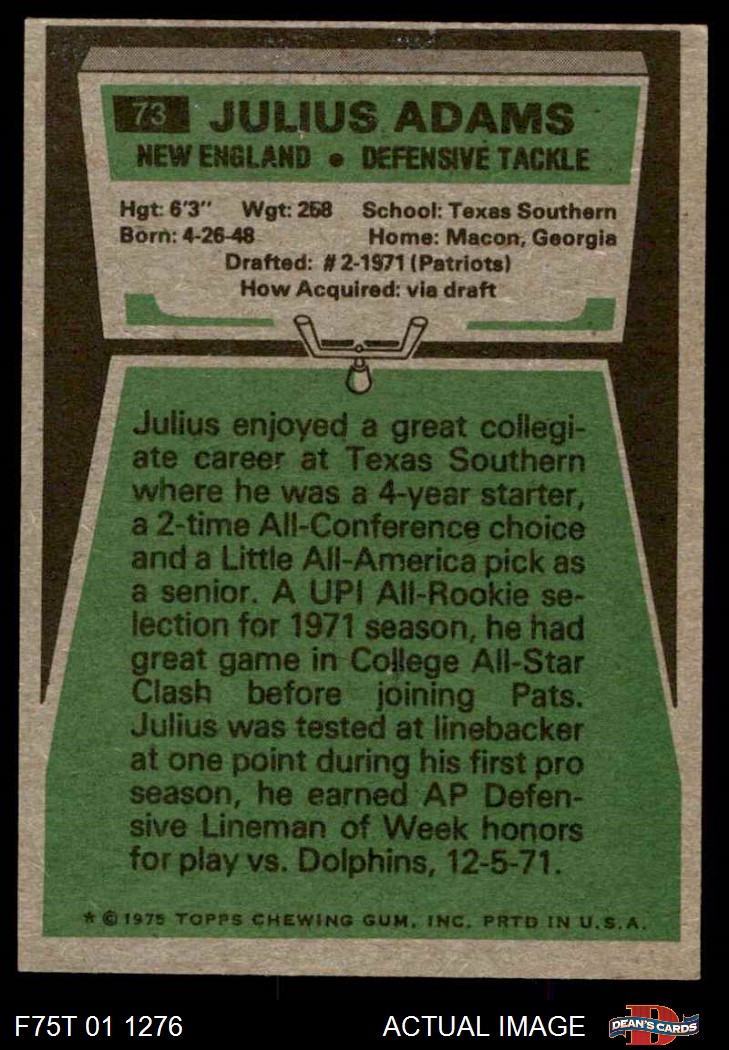 73 JULIUS ADAMS
NEW ENGLAND • DEFENSIVE TACKLE
Hgt: 6'3" Wgt: 268 School: Texas Southern
Born: 4-26-48 Home: Macon, Georgia
Drafted: #2-1971 (Patriots)
How Acquired: via draft
Julius enjoyed a great collegi-
ate career at Texas Southern
where he was a 4-year starter,
a 2-time All-Conference choice
and a Little All-America pick as
a senior. A UPI All-Rookie se-
lection for 1971 season, he had
great game in College All-Star
Clash before joining Pats.
Julius was tested at linebacker
at one point during his first pro
season, he earned AP Defen-
sive Lineman of Week honors
for play vs. Dolphins, 12-5-71.
* © 1975 TOPPS CHEWING GUM, INC. PRTD IN U.S.A.
F75T 01 1276 ACTUAL IMAGE DEAN'S CARDS